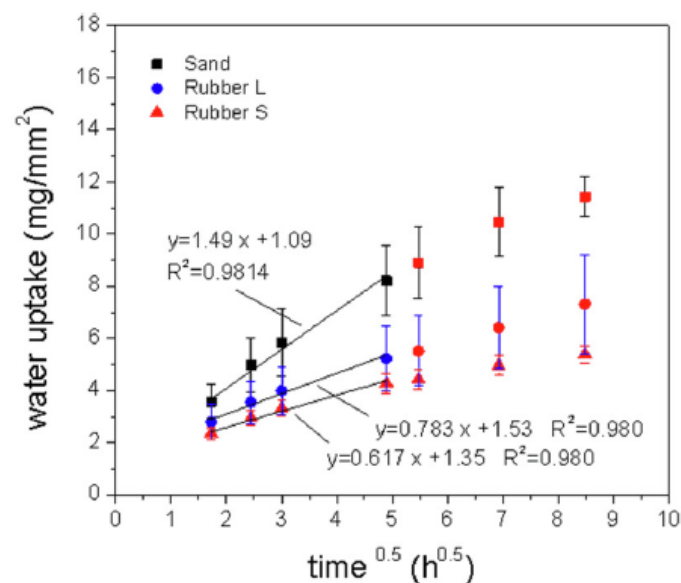 18
16
14
12
10
8
6
4
2
0
water uptake (mg/mm²)
Sand
Rubber L
Rubber S
y=1.49 x +1.09
R²=0.9814
y=0.783 x +1.53 R²=0.980
y=0.617 x +1.35 R²=0.980
0 1 2 3 4 5 6 7 8 9 10
time ^0.5 (h^0.5)